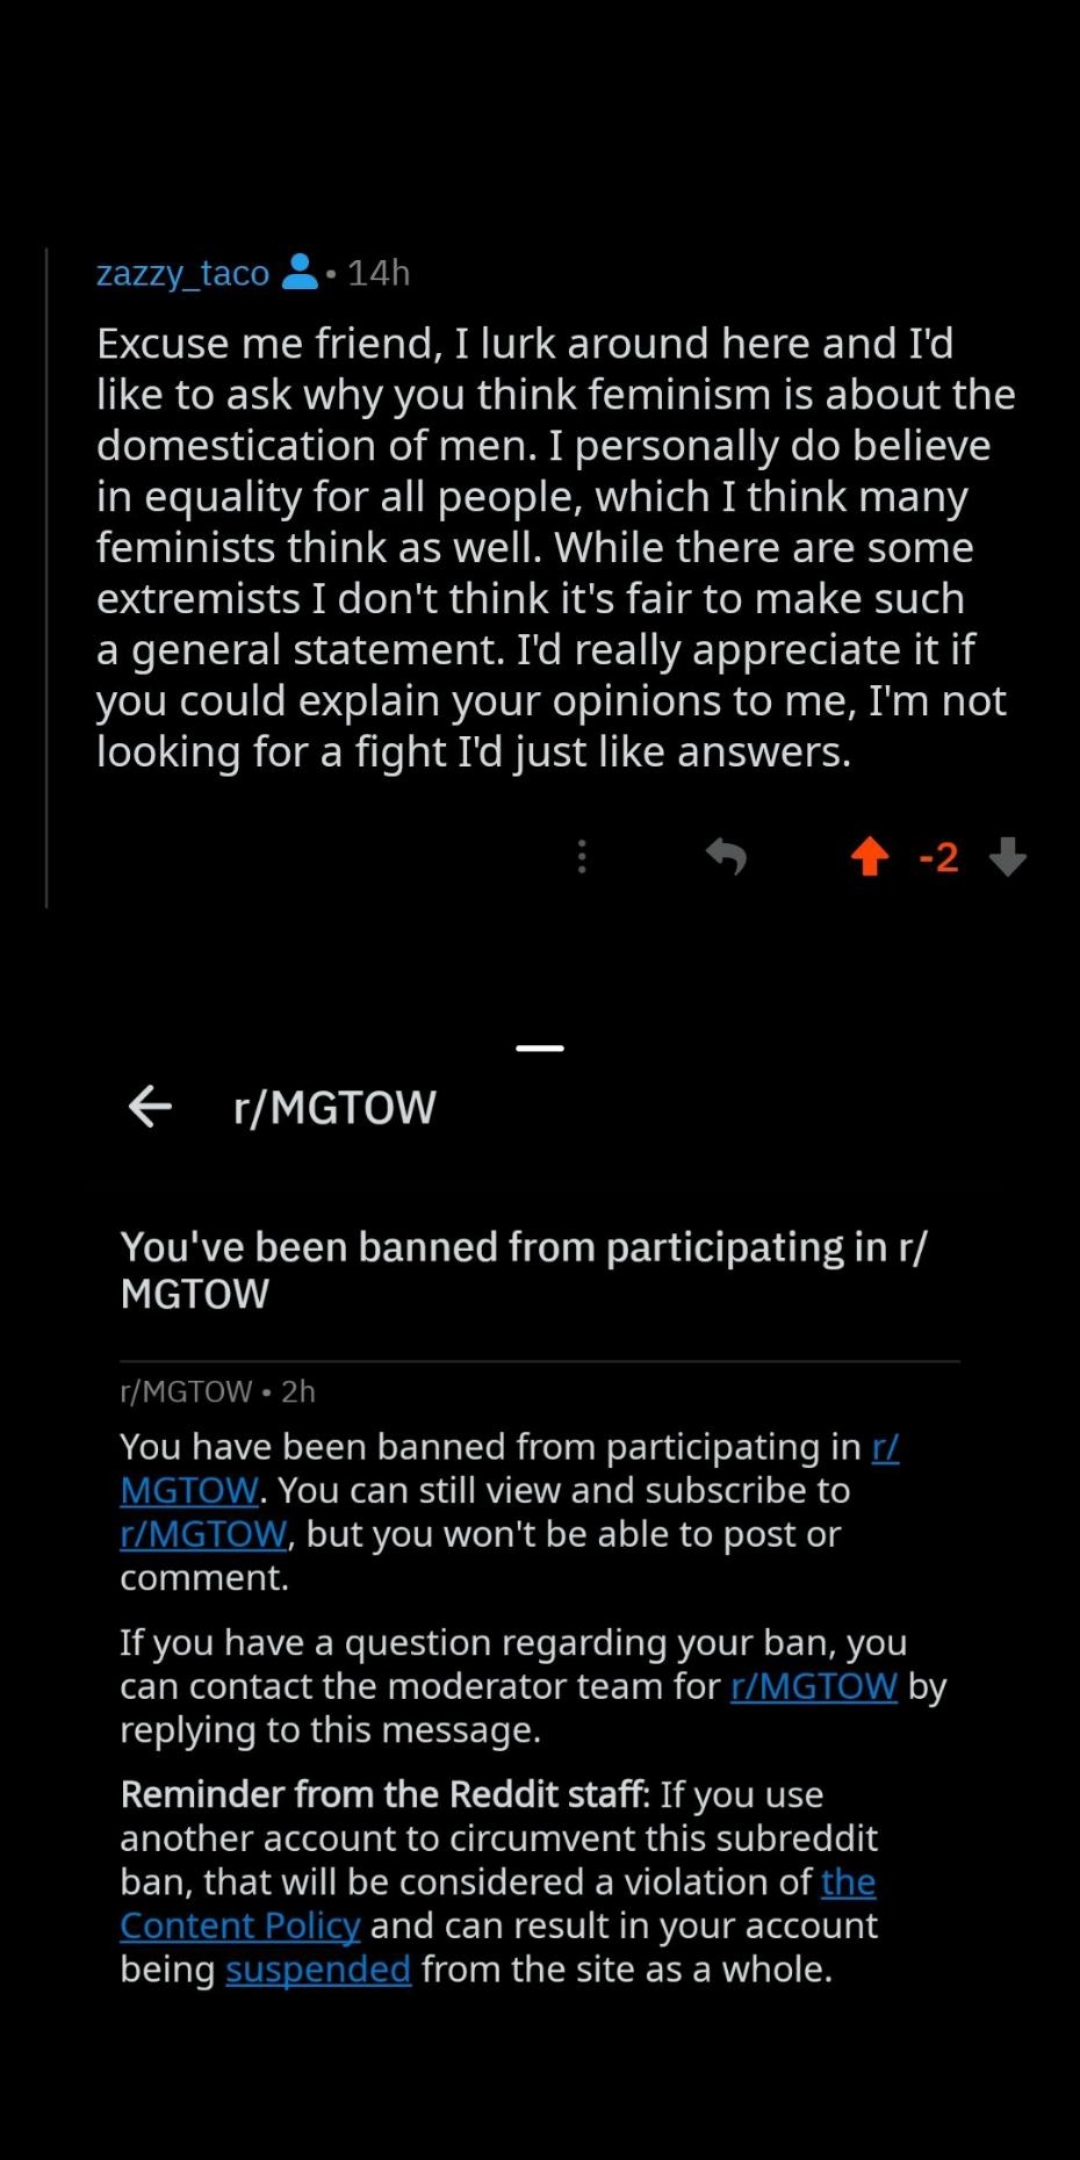 zazzy_taco • 14h
Excuse me friend, I lurk around here and I'd
like to ask why you think feminism is about the
domestication of men. I personally do believe
in equality for all people, which I think many
feminists think as well. While there are some
extremists I don't think it's fair to make such
a general statement. I'd really appreciate it if
you could explain your opinions to me, I'm not
looking for a fight I'd just like answers.
-2
r/MGTOW
You've been banned from participating in r/
MGTOW
r/MGTOW • 2h
You have been banned from participating in r/
MGTOW. You can still view and subscribe to
r/MGTOW, but you won't be able to post or
comment.
If you have a question regarding your ban, you
can contact the moderator team for r/MGTOW by
replying to this message.
Reminder from the Reddit staff: If you use
another account to circumvent this subreddit
ban, that will be considered a violation of the
Content Policy and can result in your account
being suspended from the site as a whole.